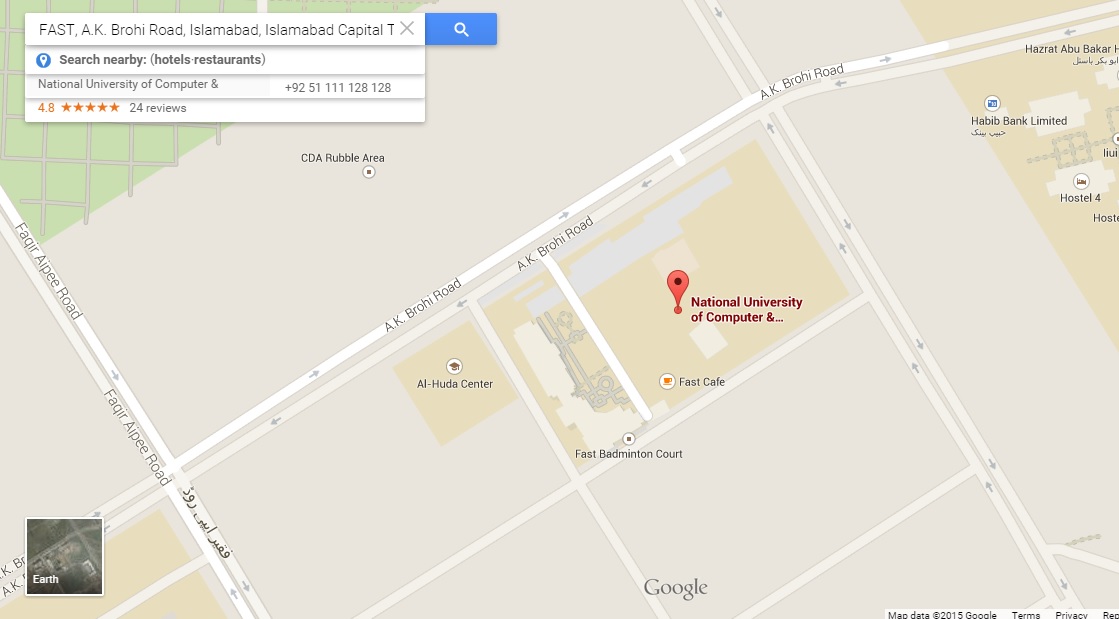 FAST, A.K. Brohi Road, Islamabad, Islamabad Capital T
Search nearby: (hotels·restaurants)
National University of Computer &
+92 51 111 128 128
4.8 ★★★★★ 24 reviews
A.K. Brohi Road
Hazrat Abu Bakar H
Habib Bank Limited
حبیب بینک
CDA Rubble Area
Hostel 4
Hoste
A.K. Brohi Road
Faqir Aipee Road
A.K. Brohi Road
National University
of Computer &...
Al-Huda Center
Fast Cafe
Faqir Aipee Road
Fast Badminton Court
فقیر ایپی روڈ
Earth
Google
Map data ©2015 Google Terms Privacy Rep